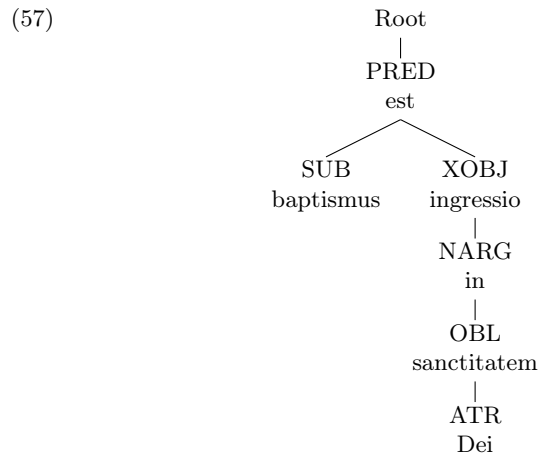 (57)
Root
PRED
est
SUB XOBJ
baptismus ingressio
NARG
in
OBL
sanctitatem
ATR
Dei